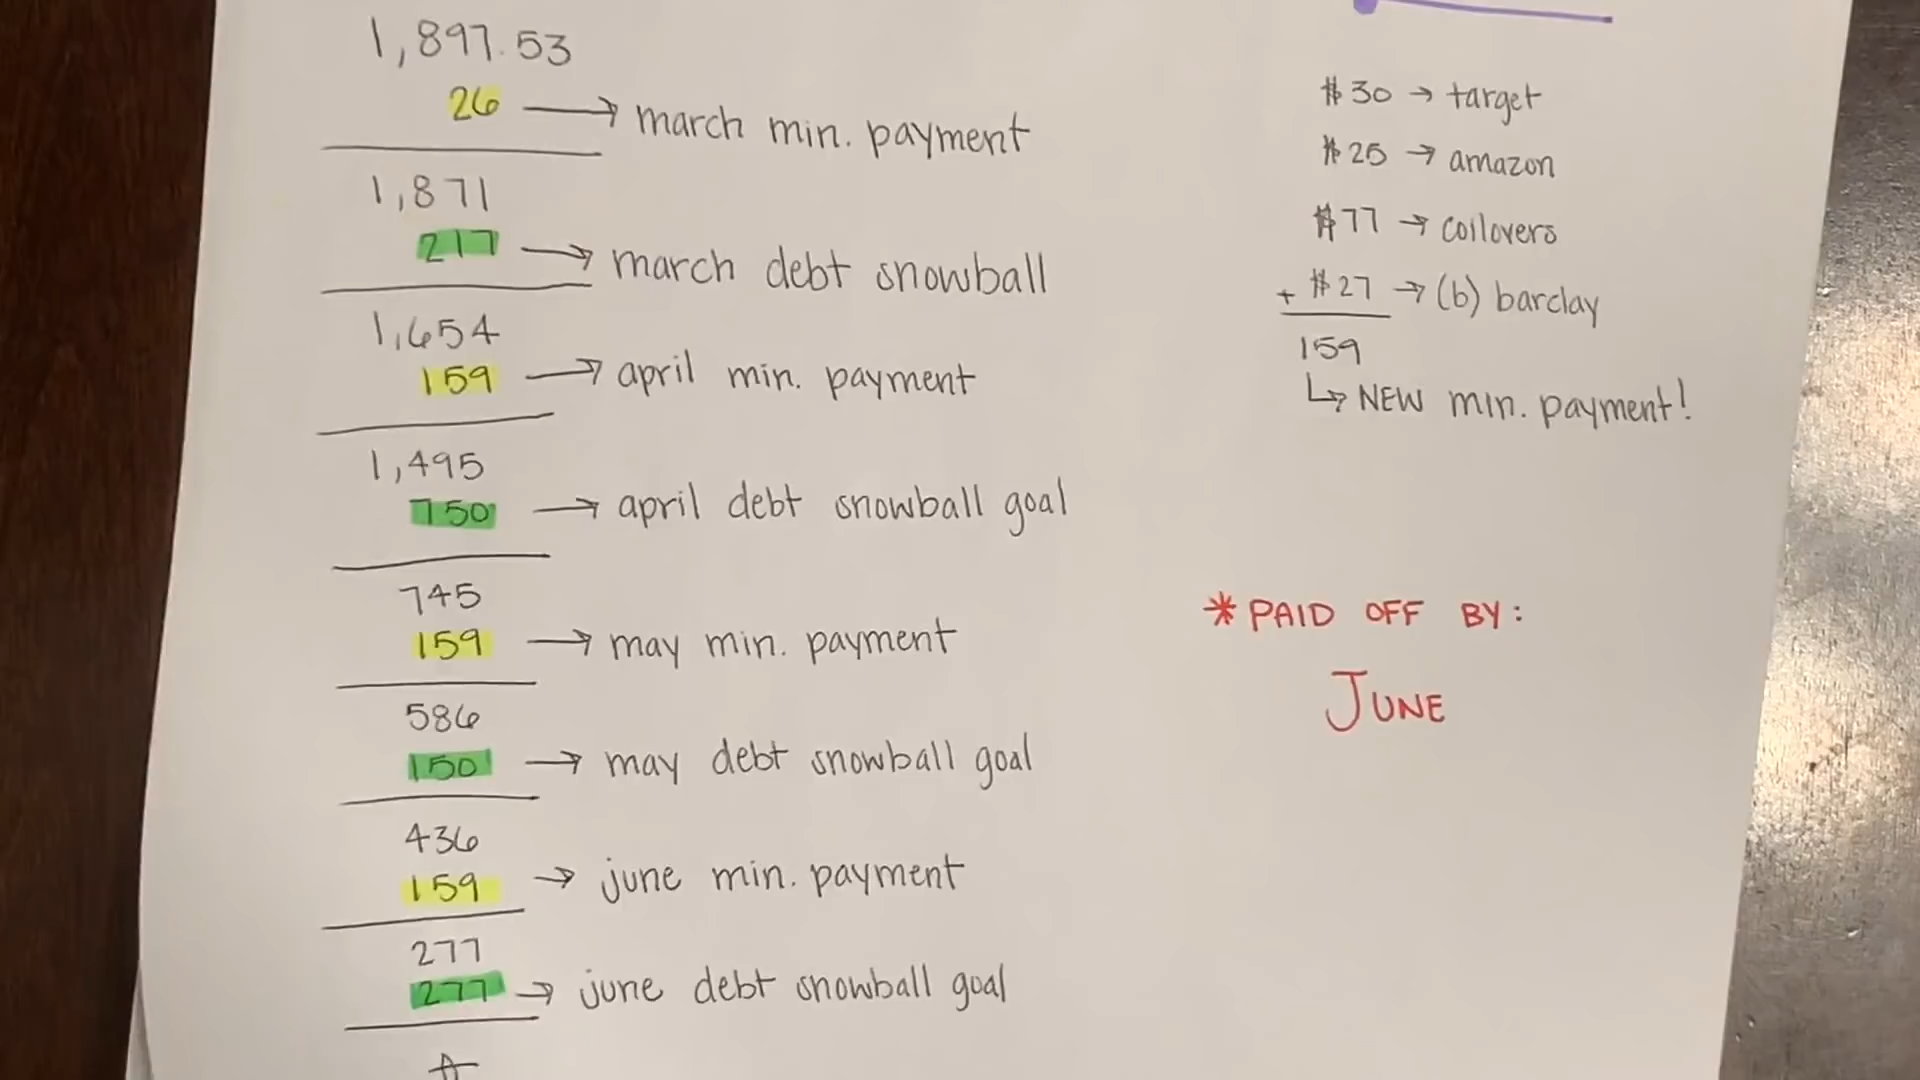 1,897.53
26 → march min. payment
1,871
217 → march debt snowball
1,654
159 → april min. payment
1,495
750 → april debt snowball goal
745
159 → may min. payment
586
150 → may debt snowball goal
436
159 → june min. payment
277
277 → june debt snowball goal
$30 → target
$25 → amazon
$77 → coilovers
+ $27 → (b) barclay
159
↳ NEW min. payment!
* PAID OFF BY:
JUNE